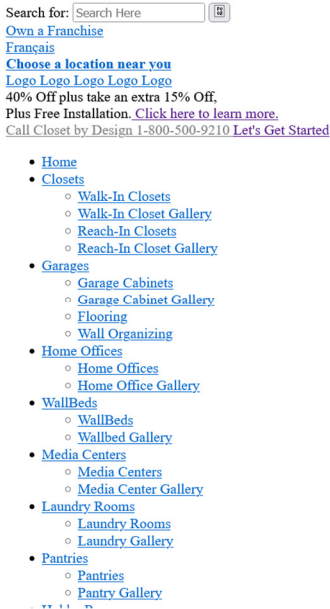 Search for: Search Here
Own a Franchise
Français
Choose a location near you
Logo Logo Logo Logo Logo
40% Off plus take an extra 15% Off,
Plus Free Installation. Click here to learn more.
Call Closet by Design 1-800-500-9210 Let's Get Started
Home
Closets
Walk-In Closets
Walk-In Closet Gallery
Reach-In Closets
Reach-In Closet Gallery
Garages
Garage Cabinets
Garage Cabinet Gallery
Flooring
Wall Organizing
Home Offices
Home Offices
Home Office Gallery
WallBeds
WallBeds
Wallbed Gallery
Media Centers
Media Centers
Media Center Gallery
Laundry Rooms
Laundry Rooms
Laundry Gallery
Pantries
Pantries
Pantry Gallery